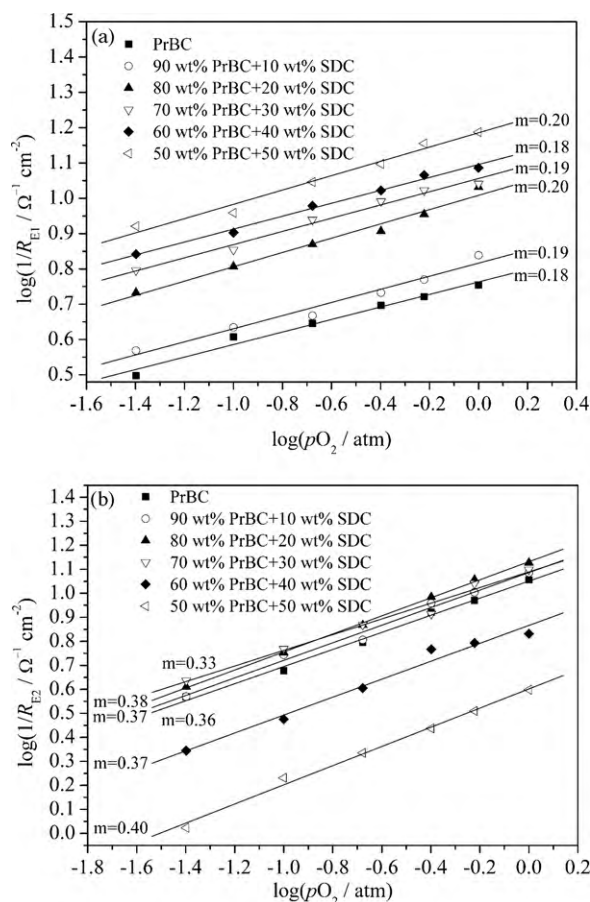 (a)
PrBC
90 wt% PrBC+10 wt% SDC
80 wt% PrBC+20 wt% SDC
70 wt% PrBC+30 wt% SDC
60 wt% PrBC+40 wt% SDC
50 wt% PrBC+50 wt% SDC
m=0.20
m=0.18
m=0.19
m=0.20
m=0.19
m=0.18
1.5
1.4
1.3
1.2
1.1
1.0
0.9
0.8
0.7
0.6
0.5
log(1/R_E1 / Ω⁻¹ cm⁻²)
-1.6 -1.4 -1.2 -1.0 -0.8 -0.6 -0.4 -0.2 0.0 0.2 0.4
log(pO₂ / atm)
(b)
PrBC
90 wt% PrBC+10 wt% SDC
80 wt% PrBC+20 wt% SDC
70 wt% PrBC+30 wt% SDC
60 wt% PrBC+40 wt% SDC
50 wt% PrBC+50 wt% SDC
m=0.33
m=0.38
m=0.37
m=0.36
m=0.37
m=0.40
1.4
1.3
1.2
1.1
1.0
0.9
0.8
0.7
0.6
0.5
0.4
0.3
0.2
0.1
0.0
log(1/R_E2 / Ω⁻¹ cm⁻²)
-1.8 -1.6 -1.4 -1.2 -1.0 -0.8 -0.6 -0.4 -0.2 0.0 0.2
log(pO₂ / atm)